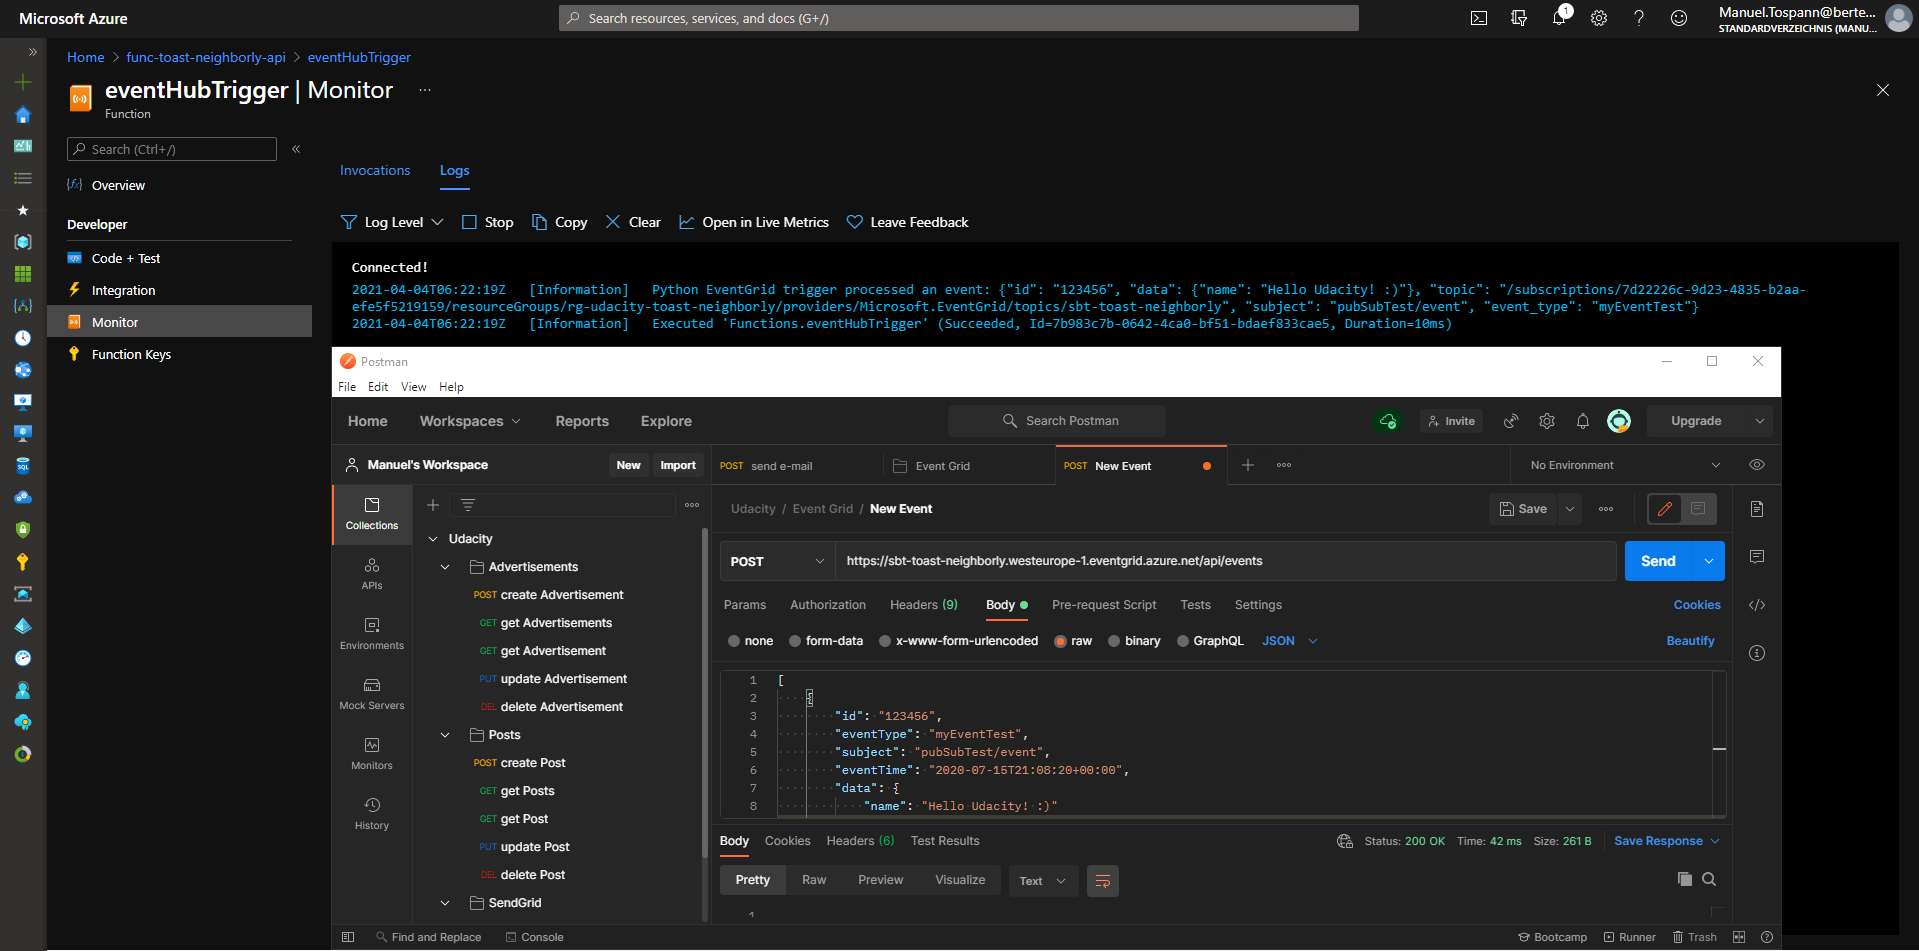 Microsoft Azure
Search resources, services, and docs (G+/)
1
Manuel.Tospann@berte...
STANDARDVERZEICHNIS (MANU...
Home > func-toast-neighborly-api > eventHubTrigger
eventHubTrigger | Monitor ...
Function
Search (Ctrl+/)
Overview
Developer
Code + Test
Integration
Monitor
Function Keys
Invocations Logs
Log Level Stop Copy Clear Open in Live Metrics Leave Feedback
Connected!
2021-04-04T06:22:19Z [Information] Python EventGrid trigger processed an event: {"id": "123456", "data": {"name": "Hello Udacity! :)"}, "topic": "/subscriptions/7d22226c-9d23-4835-b2aa-
efe5f5219159/resourceGroups/rg-udacity-toast-neighborly/providers/Microsoft.EventGrid/topics/sbt-toast-neighborly", "subject": "pubSubTest/event", "event_type": "myEventTest"}
2021-04-04T06:22:19Z [Information] Executed 'Functions.eventHubTrigger' (Succeeded, Id=7b983c7b-0642-4ca0-bf51-bdaef833cae5, Duration=10ms)
Postman
File Edit View Help
Home Workspaces Reports Explore Search Postman Invite Upgrade
Manuel's Workspace New Import
POST send e-mail Event Grid POST New Event No Environment
Collections
APIs
Environments
Mock Servers
Monitors
History
Udacity
Advertisements
POST create Advertisement
GET get Advertisements
GET get Advertisement
PUT update Advertisement
DEL delete Advertisement
Posts
POST create Post
GET get Posts
GET get Post
PUT update Post
DEL delete Post
SendGrid
Udacity / Event Grid / New Event Save
POST https://sbt-toast-neighborly.westeurope-1.eventgrid.azure.net/api/events Send
Params Authorization Headers (9) Body Pre-request Script Tests Settings Cookies
none form-data x-www-form-urlencoded raw binary GraphQL JSON Beautify
1 [
2 {
3 "id": "123456",
4 "eventType": "myEventTest",
5 "subject": "pubSubTest/event",
6 "eventTime": "2020-07-15T21:08:20+00:00",
7 "data": {
8 "name": "Hello Udacity! :)"
Body Cookies Headers (6) Test Results Status: 200 OK Time: 42 ms Size: 261 B Save Response
Pretty Raw Preview Visualize Text
1
Find and Replace Console Bootcamp Runner Trash